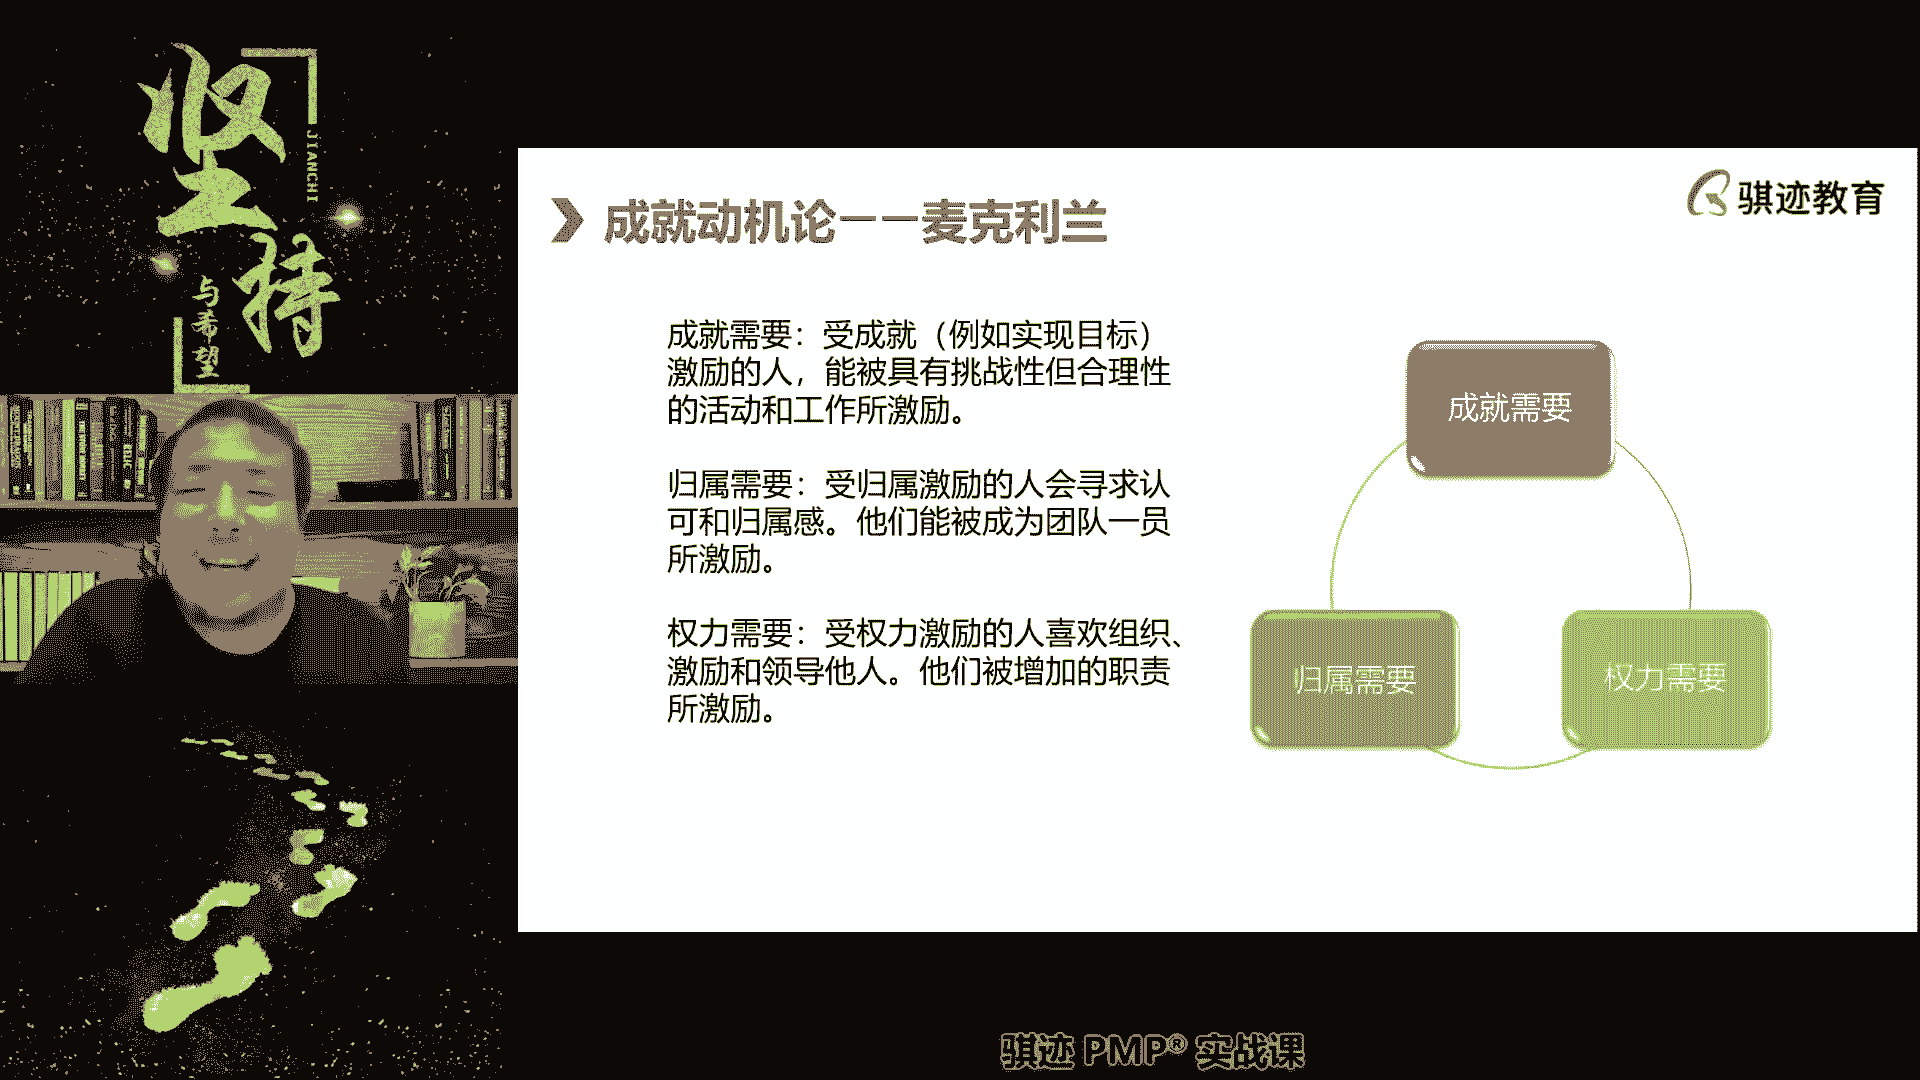 坚持
JIANCHI
与希望
骐迹教育
成就动机论——麦克利兰
成就需要：受成就（例如实现目标）
激励的人，能被具有挑战性但合理性
的活动和工作所激励。
归属需要：受归属激励的人会寻求认
可和归属感。他们能被成为团队一员
所激励。
权力需要：受权力激励的人喜欢组织、
激励和领导他人。他们被增加的职责
所激励。
成就需要
归属需要
权力需要
骐迹 PMP® 实战课